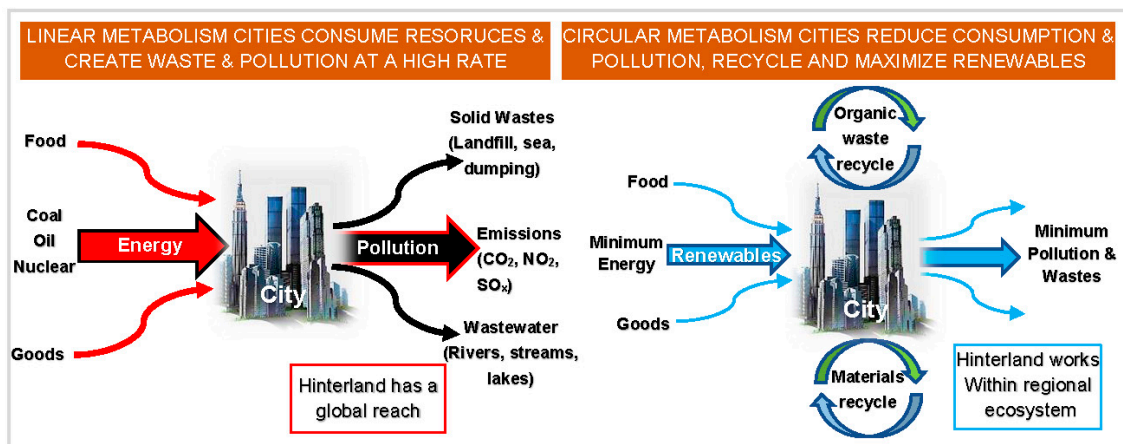 LINEAR METABOLISM CITIES CONSUME RESORUCES &
CREATE WASTE & POLLUTION AT A HIGH RATE
Food
Coal
Oil
Nuclear
Energy
Goods
City
Pollution
Solid Wastes
(Landfill, sea,
dumping)
Emissions
(CO₂, NO₂,
SOₓ)
Wastewater
(Rivers, streams,
lakes)
Hinterland has a
global reach
CIRCULAR METABOLISM CITIES REDUCE CONSUMPTION &
POLLUTION, RECYCLE AND MAXIMIZE RENEWABLES
Organic
waste
recycle
Food
Minimum
Energy
Renewables
Goods
City
Minimum
Pollution &
Wastes
Materials
recycle
Hinterland works
Within regional
ecosystem